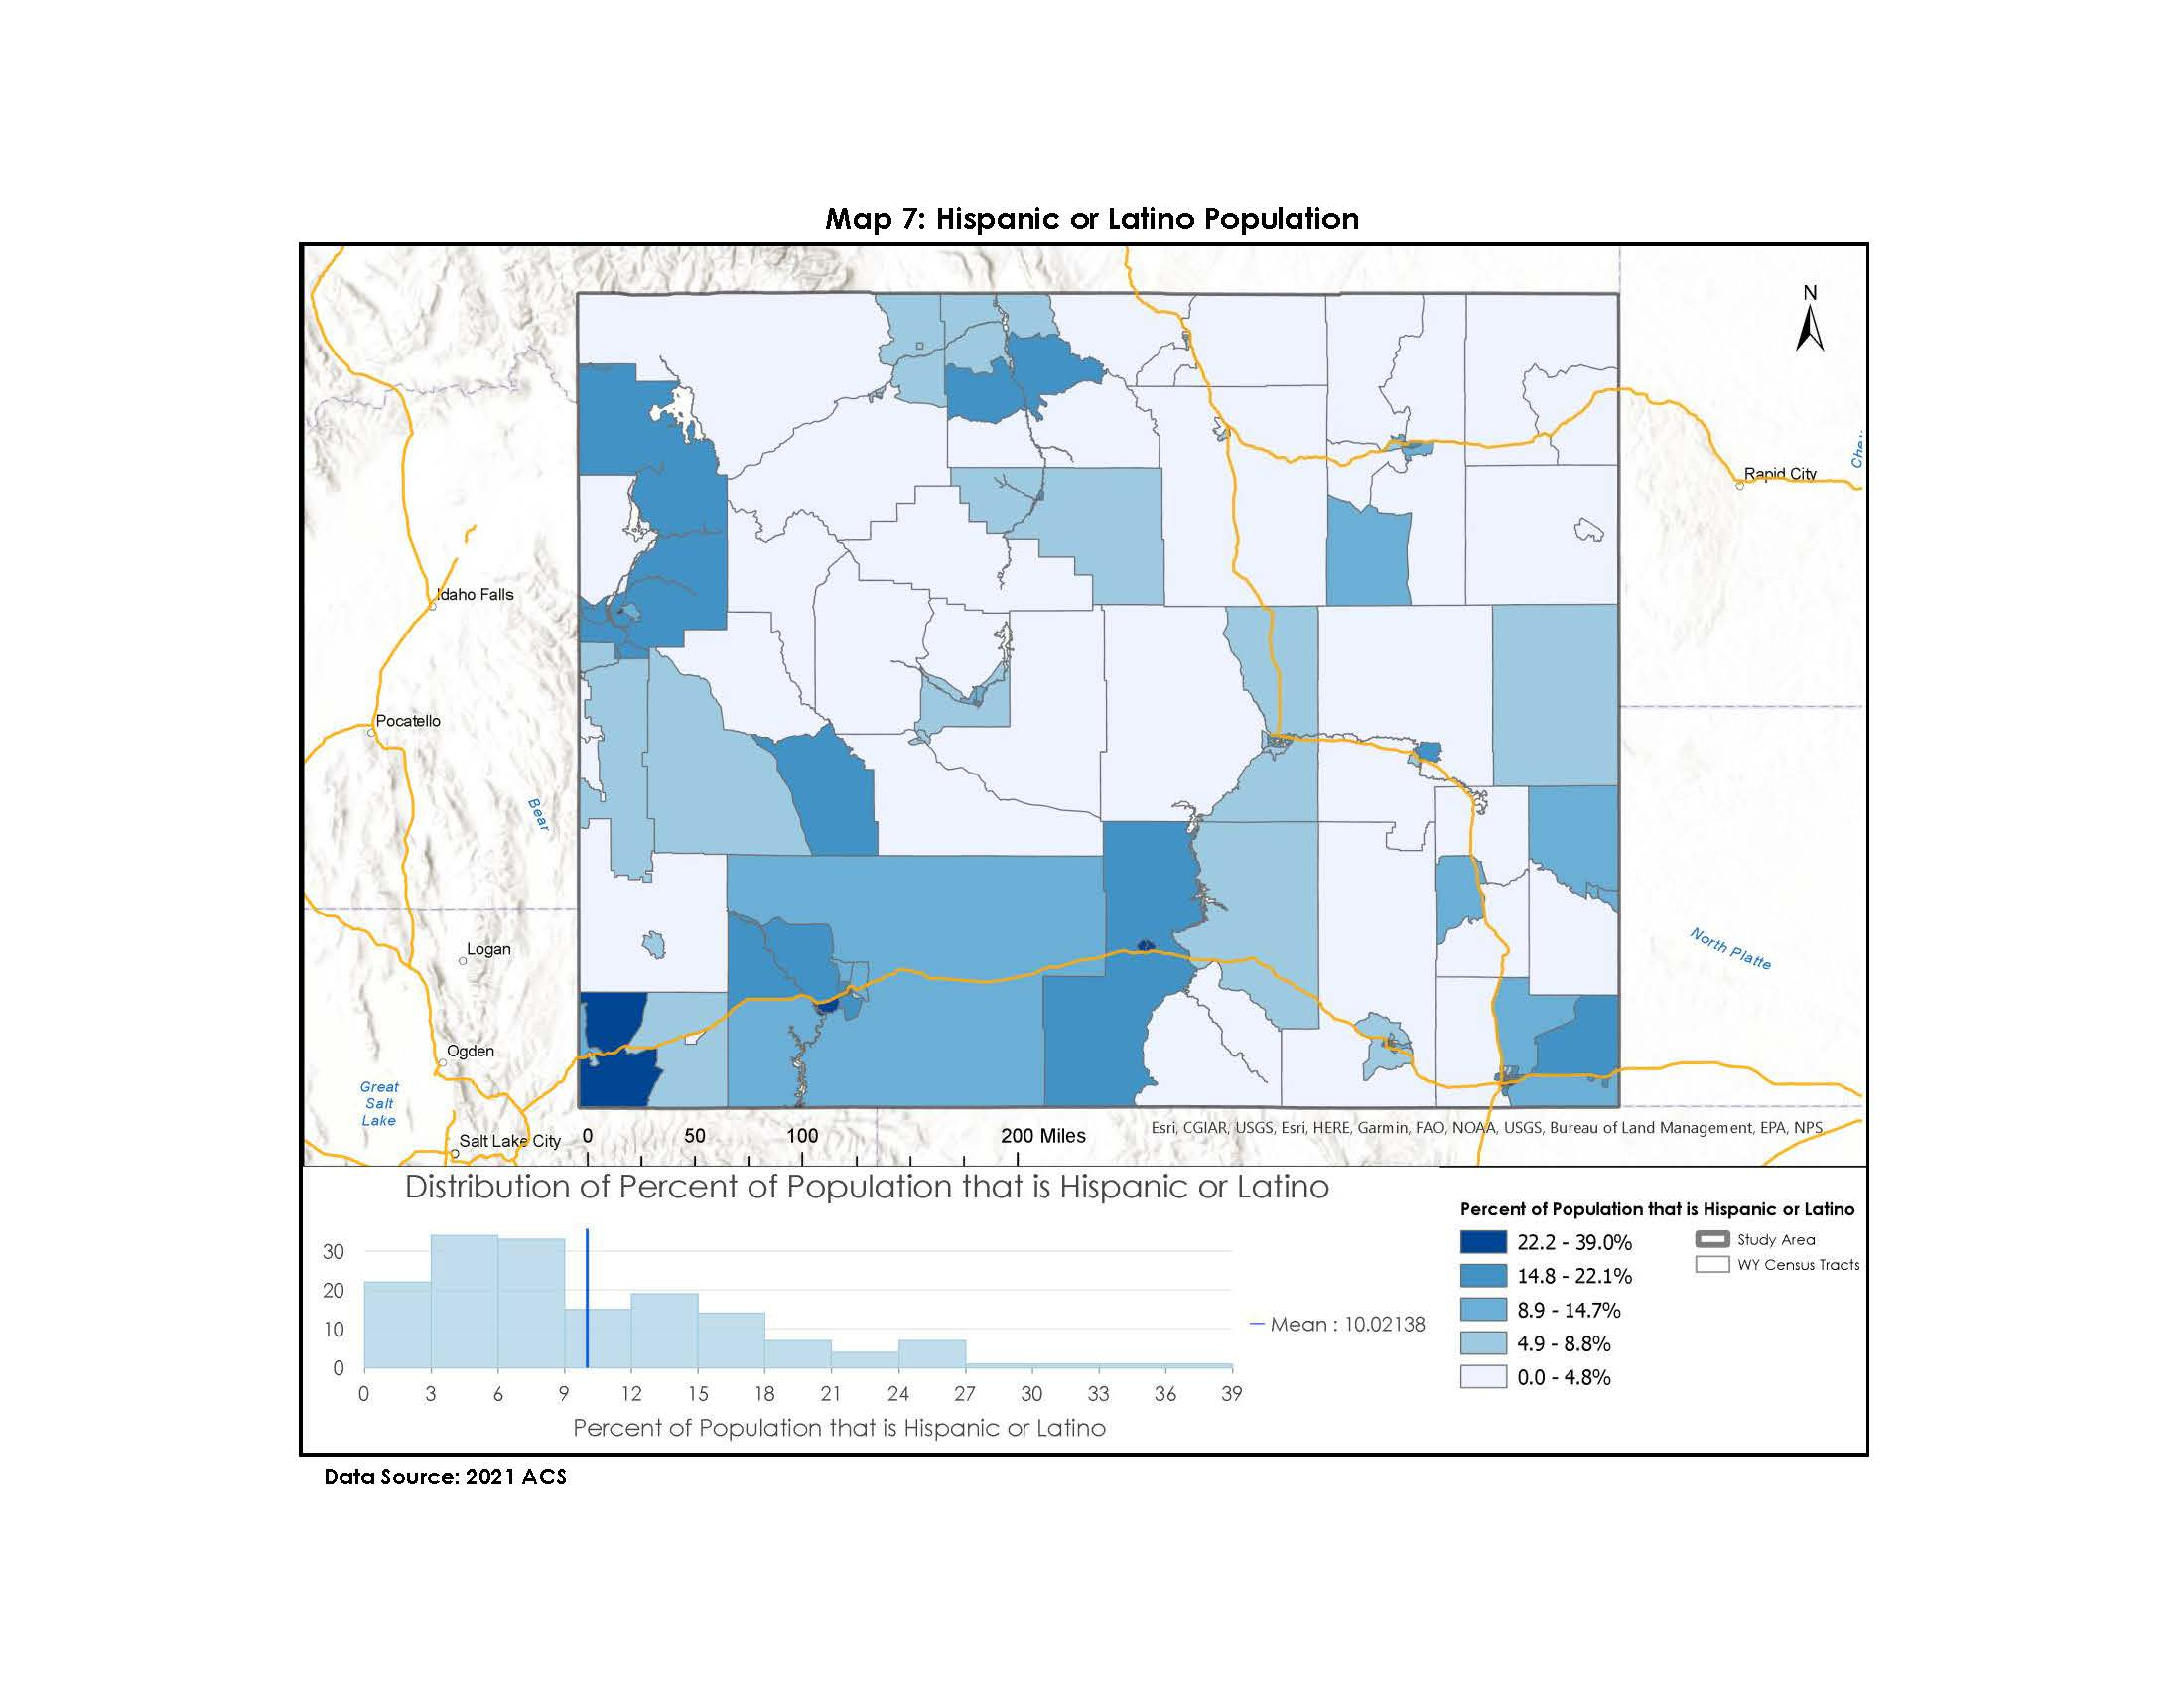 Map 7: Hispanic or Latino Population
N
Rapid City
Idaho Falls
Pocatello
Bear
Logan
North Platte
Ogden
Great
Salt
Lake
Salt Lake City
0 50 100 200 Miles
Esri, CGIAR, USGS, Esri, HERE, Garmin, FAO, NOAA, USGS, Bureau of Land Management, EPA, NPS
Distribution of Percent of Population that is Hispanic or Latino
30
20
10
0
0 3 6 9 12 15 18 21 24 27 30 33 36 39
Percent of Population that is Hispanic or Latino
Mean : 10.02138
Percent of Population that is Hispanic or Latino
22.2 - 39.0%
14.8 - 22.1%
8.9 - 14.7%
4.9 - 8.8%
0.0 - 4.8%
Study Area
WY Census Tracts
Data Source: 2021 ACS